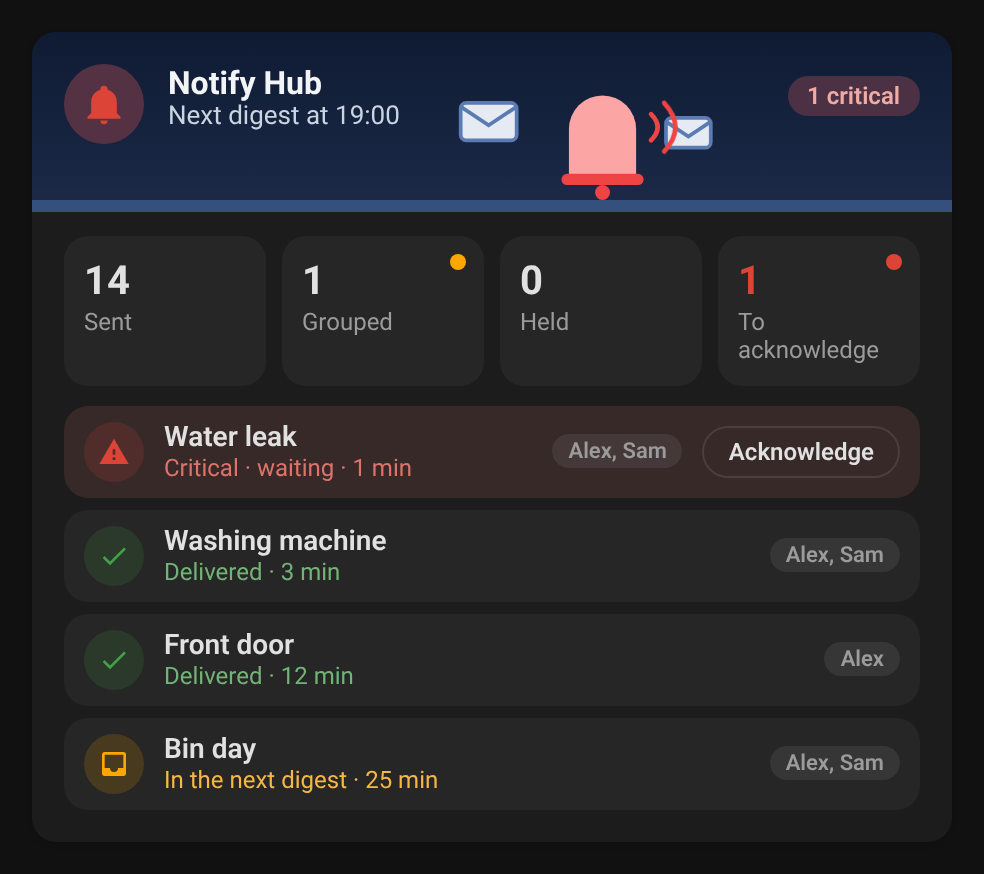 Notify Hub
Next digest at 19:00
1 critical
14
Sent
1
Grouped
0
Held
1
To
acknowledge
Water leak
Critical · waiting · 1 min
Alex, Sam
Acknowledge
Washing machine
Delivered · 3 min
Alex, Sam
Front door
Delivered · 12 min
Alex
Bin day
In the next digest · 25 min
Alex, Sam